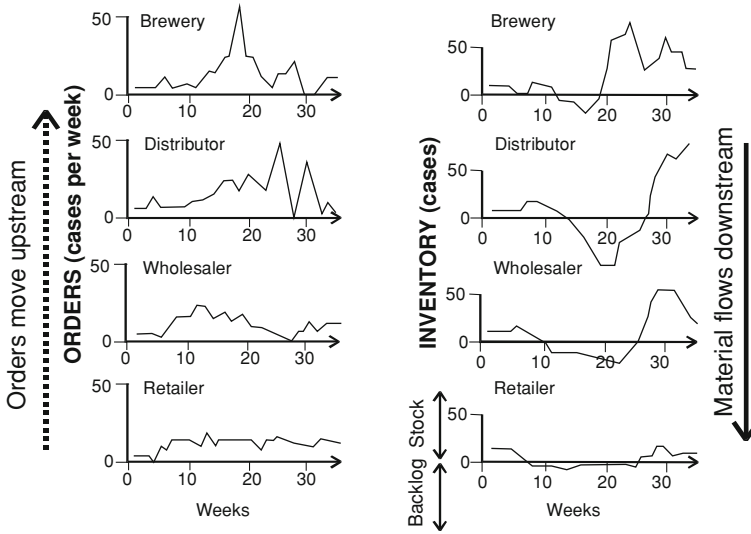 Orders move upstream
ORDERS (cases per week)
Brewery
50
0
0 10 20 30
Distributor
50
0
0 10 20 30
Wholesaler
50
0
0 10 20 30
Retailer
50
0
0 10 20 30
Weeks
INVENTORY (cases)
Brewery
50
0
0 10 20 30
Distributor
50
0
0 10 20 30
Wholesaler
50
0
0 10 20 30
Retailer
50
0
0 10 20 30
Weeks
Stock
Backlog
Material flows downstream